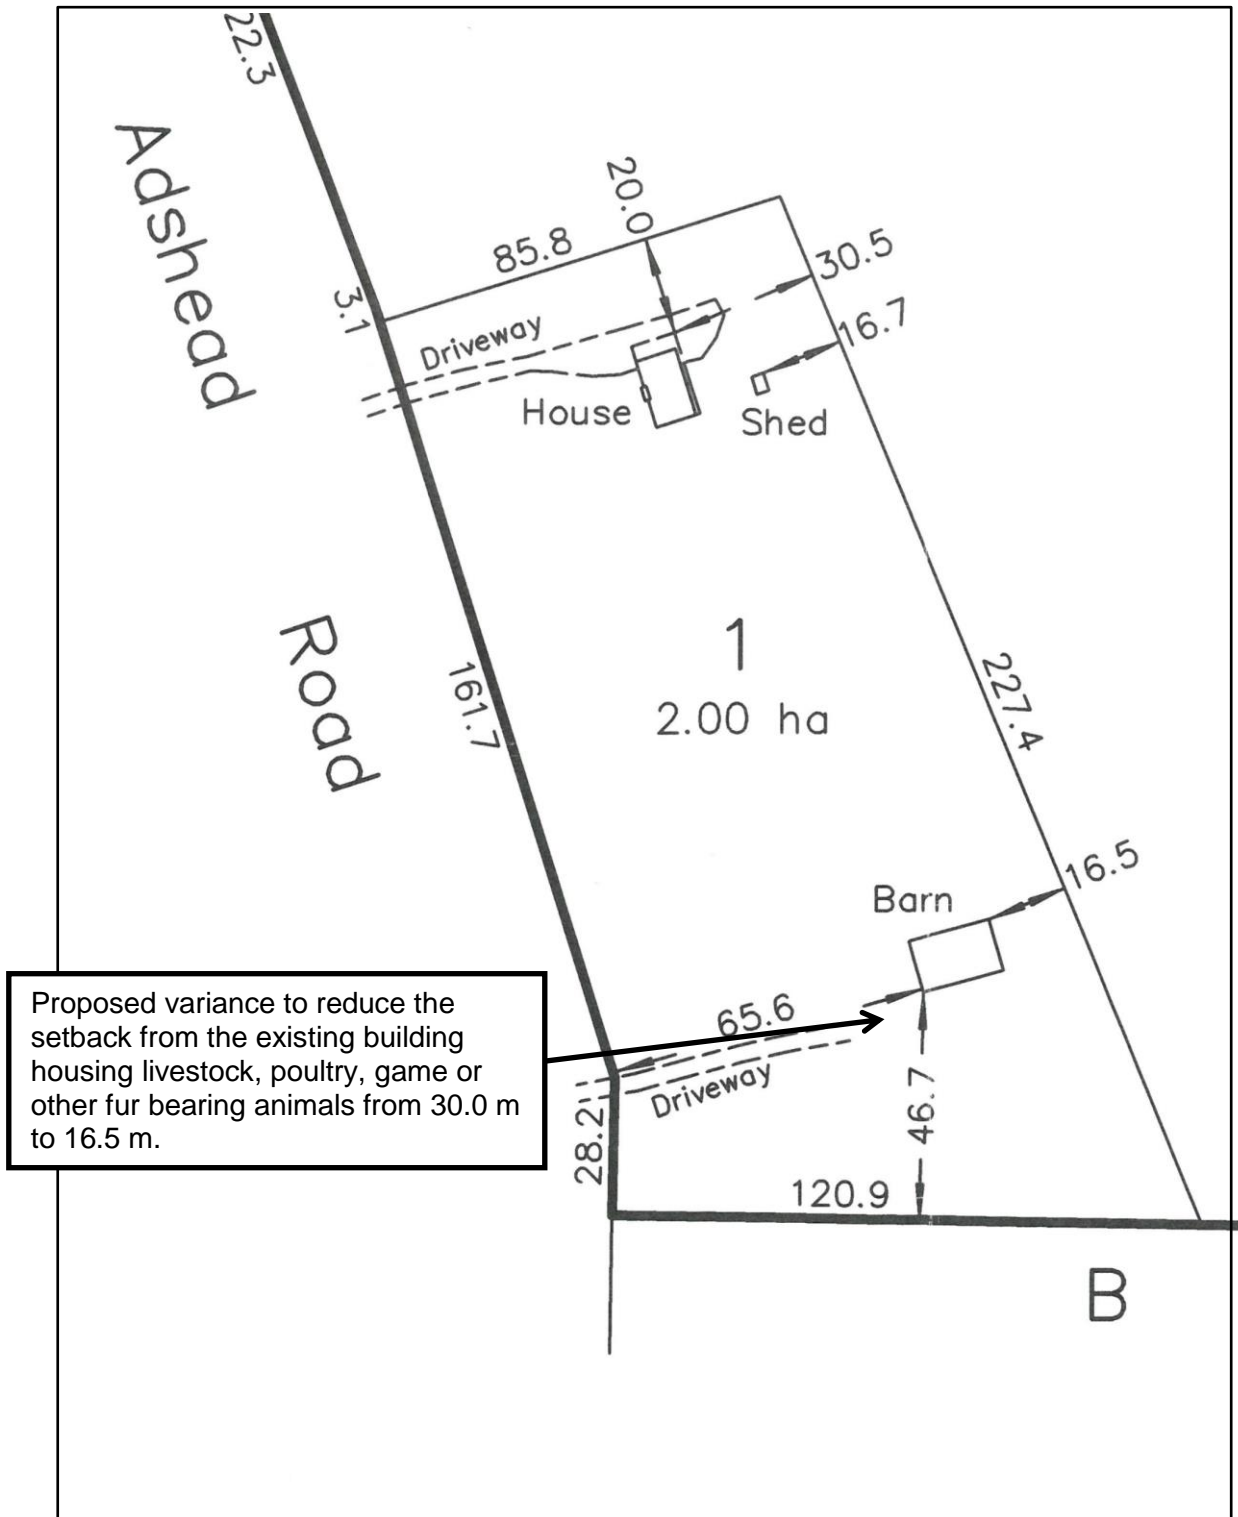 22.3
Adshead
20.0
85.8
30.5
3.1
16.7
Driveway
House
Shed
Road
1
161.7
2.00 ha
227.4
16.5
Barn
Proposed variance to reduce the
setback from the existing building
housing livestock, poultry, game or
other fur bearing animals from 30.0 m
to 16.5 m.
65.6
Driveway
28.2
46.7
120.9
B